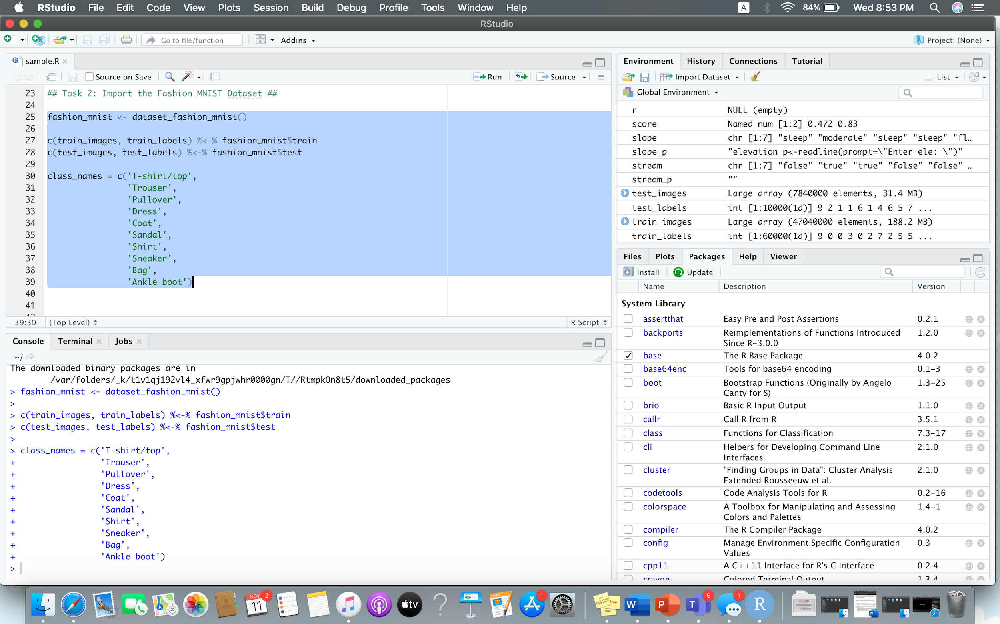 RStudio File Edit Code View Plots Session Build Debug Profile Tools Window Help A 84% Wed 8:53 PM
RStudio
Go to file/function Addins Project: (None)
sample.R
Source on Save Run Source
23 ## Task 2: Import the Fashion MNIST Dataset ##
24
25 fashion_mnist <- dataset_fashion_mnist()
26
27 c(train_images, train_labels) %<-% fashion_mnist$train
28 c(test_images, test_labels) %<-% fashion_mnist$test
29
30 class_names = c('T-shirt/top',
31 'Trouser',
32 'Pullover',
33 'Dress',
34 'Coat',
35 'Sandal',
36 'Shirt',
37 'Sneaker',
38 'Bag',
39 'Ankle boot')
40
41
39:30 (Top Level) R Script
Console Terminal Jobs
~/
The downloaded binary packages are in
/var/folders/_k/t1v1qj192vl4_xfwr9gpjwhr0000gn/T//RtmpkOn8t5/downloaded_packages
> fashion_mnist <- dataset_fashion_mnist()
>
> c(train_images, train_labels) %<-% fashion_mnist$train
> c(test_images, test_labels) %<-% fashion_mnist$test
>
> class_names = c('T-shirt/top',
+ 'Trouser',
+ 'Pullover',
+ 'Dress',
+ 'Coat',
+ 'Sandal',
+ 'Shirt',
+ 'Sneaker',
+ 'Bag',
+ 'Ankle boot')
>
Environment History Connections Tutorial
Import Dataset List
Global Environment
r NULL (empty)
score Named num [1:2] 0.472 0.83
slope chr [1:7] "steep" "moderate" "steep" "steep" "fl…
slope_p "elevation_p<-readline(prompt=\"Enter ele: \")"
stream chr [1:7] "false" "true" "true" "false" "false" …
stream_p ""
test_images Large array (7840000 elements, 31.4 MB)
test_labels int [1:10000(1d)] 9 2 1 1 6 1 4 6 5 7 ...
train_images Large array (47040000 elements, 188.2 MB)
train_labels int [1:60000(1d)] 9 0 0 3 0 2 7 2 5 5 ...
Files Plots Packages Help Viewer
Install Update
Name Description Version
System Library
assertthat Easy Pre and Post Assertions 0.2.1
backports Reimplementations of Functions Introduced 1.2.0
Since R-3.0.0
base The R Base Package 4.0.2
base64enc Tools for base64 encoding 0.1-3
boot Bootstrap Functions (Originally by Angelo 1.3-25
Canty for S)
brio Basic R Input Output 1.1.0
callr Call R from R 3.5.1
class Functions for Classification 7.3-17
cli Helpers for Developing Command Line 2.1.0
Interfaces
cluster "Finding Groups in Data": Cluster Analysis 2.1.0
Extended Rousseeuw et al.
codetools Code Analysis Tools for R 0.2-16
colorspace A Toolbox for Manipulating and Assessing 1.4-1
Colors and Palettes
compiler The R Compiler Package 4.0.2
config Manage Environment Specific Configuration 0.3
Values
cpp11 A C++11 Interface for R's C Interface 0.2.4
crayon Colored Terminal Output 1.3.4
3D NOV 11 2 tv PAGES 1 W P T 5 1 R